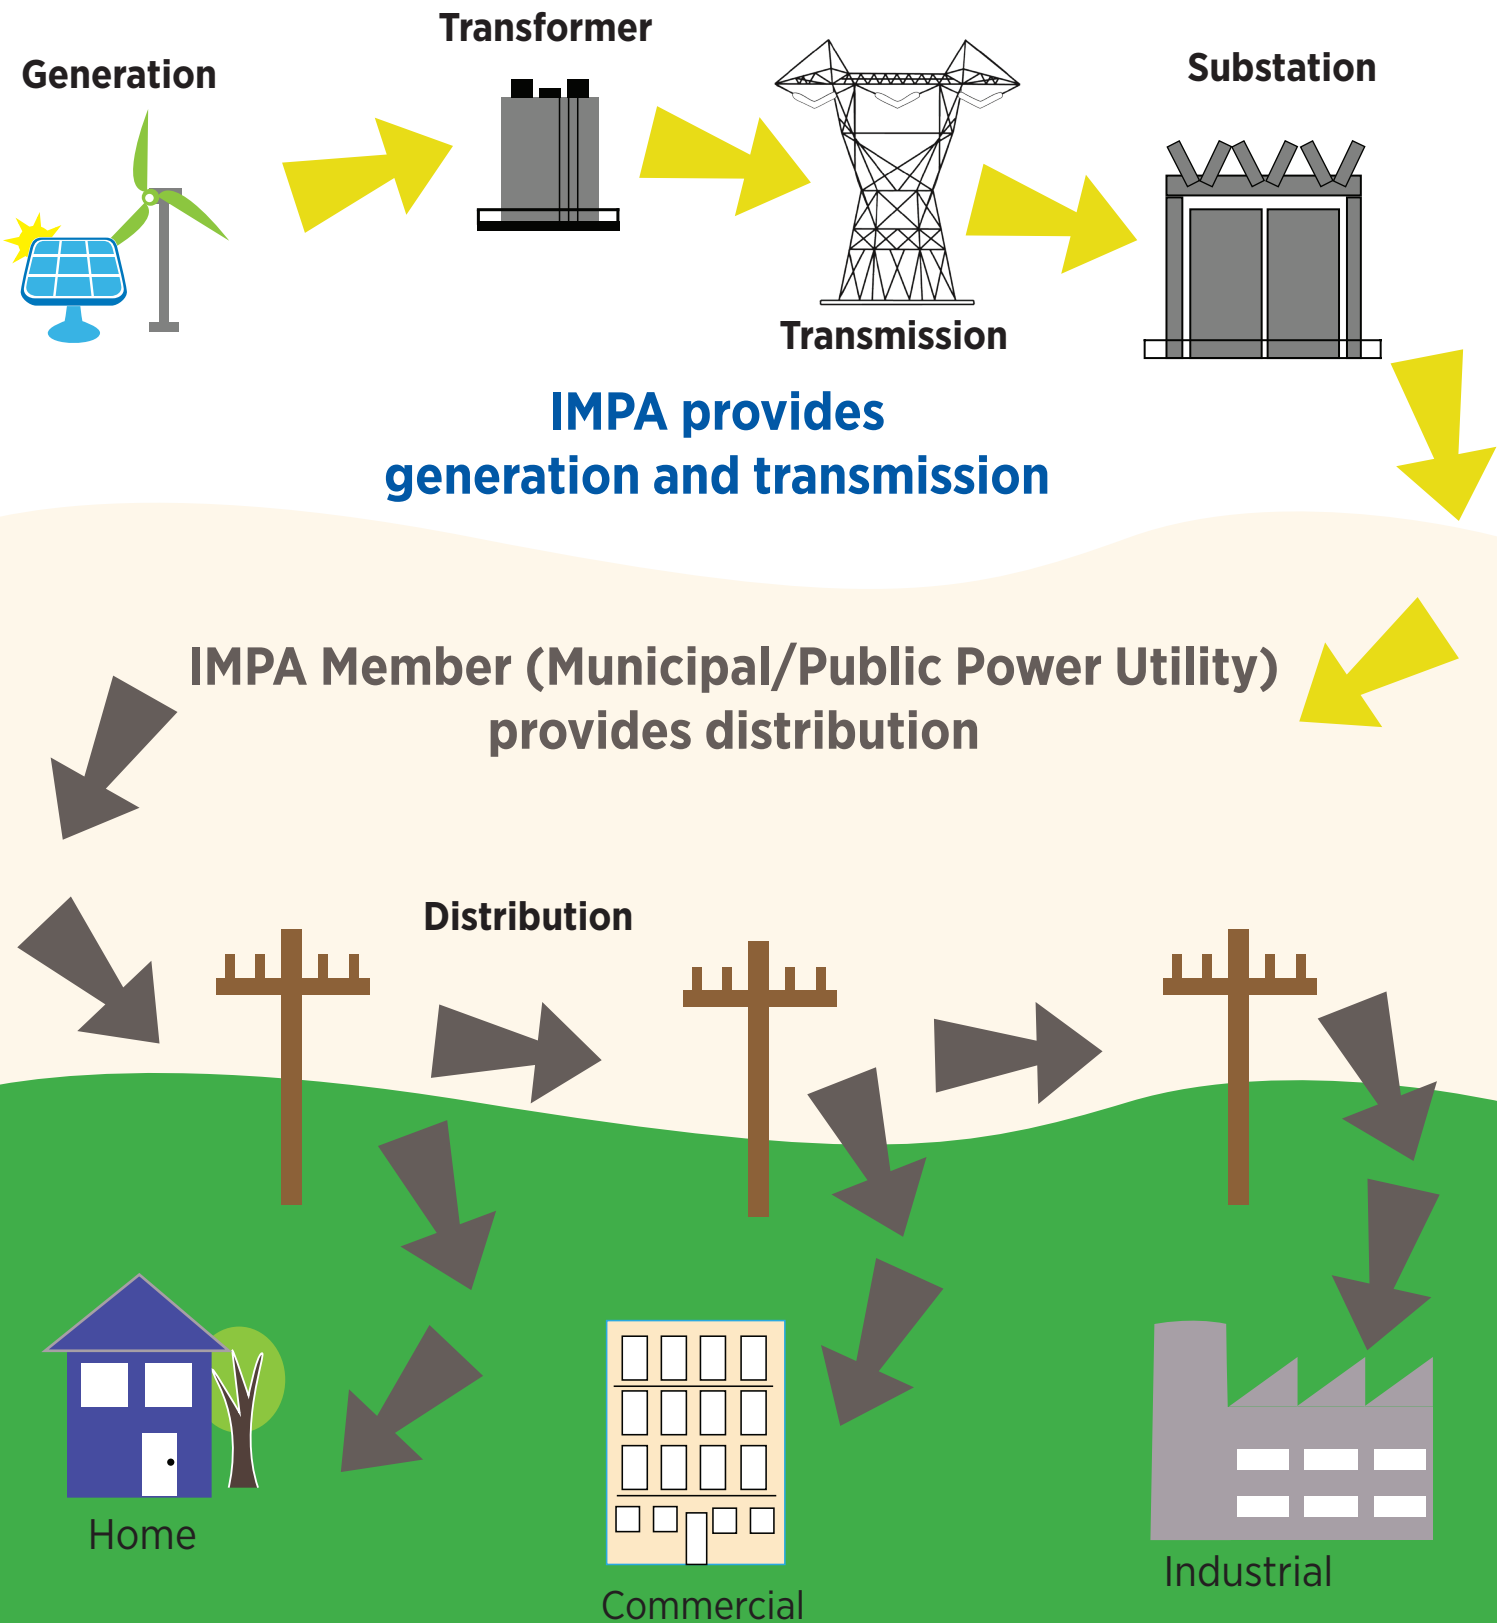 Generation
Transformer
Transmission
Substation
IMPA provides
generation and transmission
IMPA Member (Municipal/Public Power Utility)
provides distribution
Distribution
Home
Commercial
Industrial